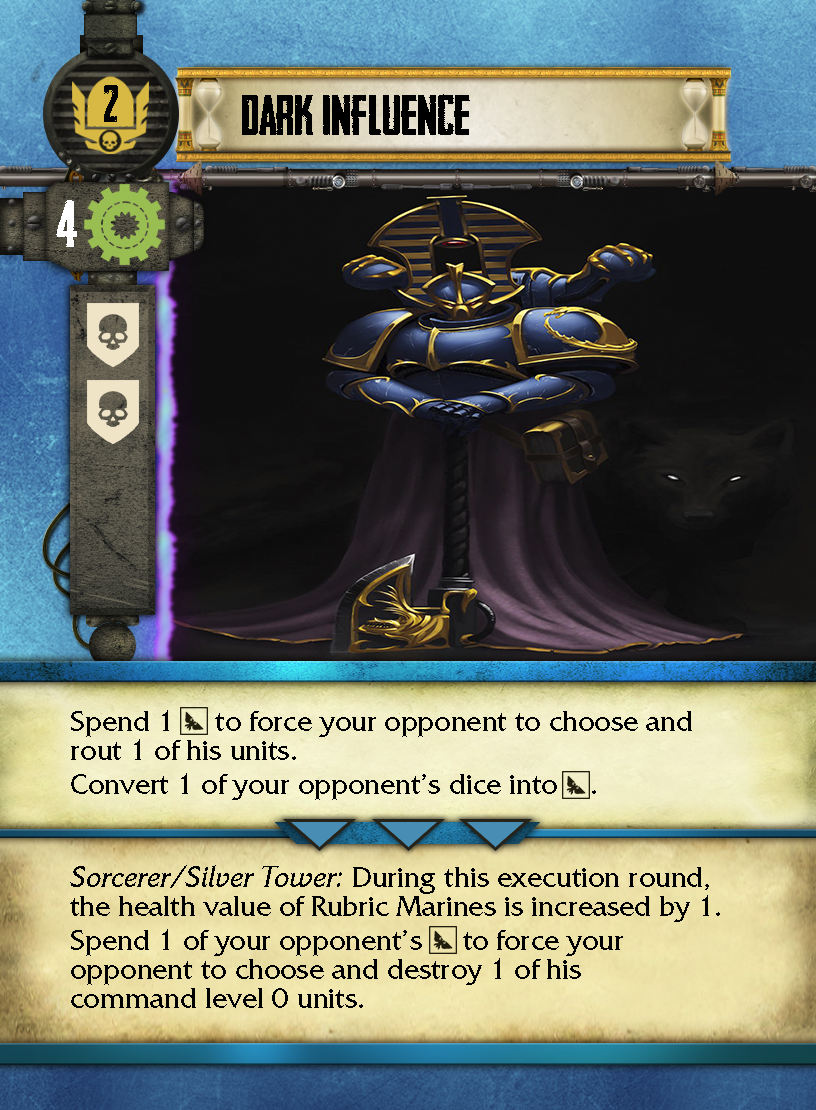 2
DARK INFLUENCE
4
Spend 1 to force your opponent to choose and
rout 1 of his units.
Convert 1 of your opponent's dice into .
Sorcerer/Silver Tower: During this execution round,
the health value of Rubric Marines is increased by 1.
Spend 1 of your opponent's to force your
opponent to choose and destroy 1 of his
command level 0 units.